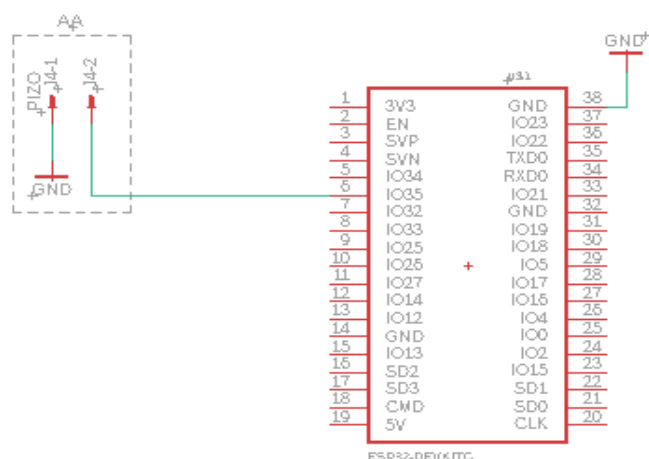 AA
PIZO
J4-1
J4-2
GND
GND
1 3V3 GND 38
2 EN IO23 37
3 SVP IO22 36
4 SVN TXD0 35
5 IO34 RXD0 34
6 IO35 IO21 33
7 IO32 GND 32
8 IO33 IO19 31
9 IO25 IO18 30
10 IO26 IO5 29
11 IO27 IO17 28
12 IO14 IO16 27
13 IO12 IO4 26
14 GND IO0 25
15 IO13 IO2 24
16 SD2 IO15 23
17 SD3 SD1 22
18 CMD SD0 21
19 5V CLK 20